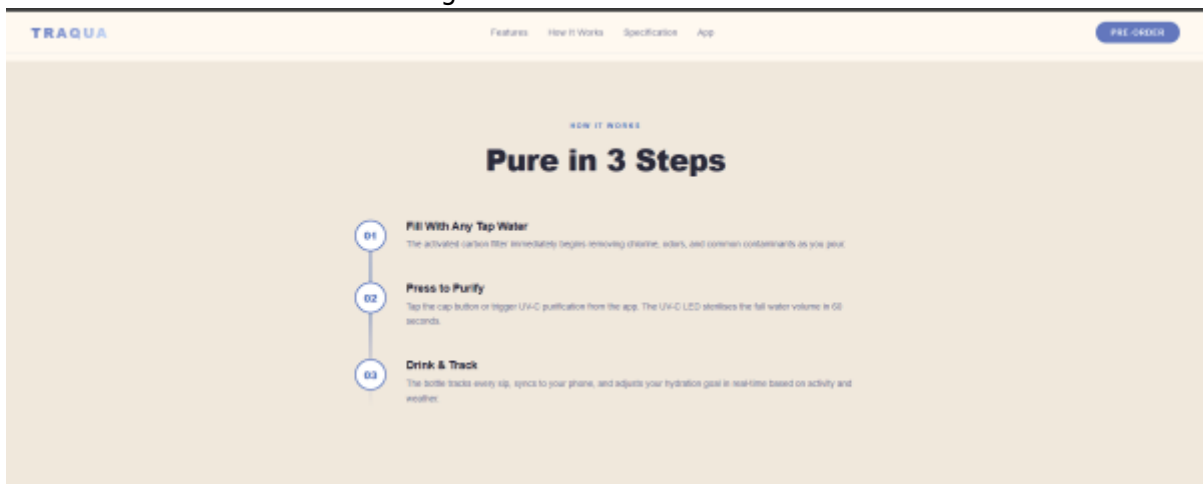 TRAQUA
Features How It Works Specification App
PRE-ORDER
HOW IT WORKS
Pure in 3 Steps
01
Fill With Any Tap Water
The activated carbon filter immediately begins removing chlorine, odors, and common contaminants as you pour.
02
Press to Purify
Tap the cap button or trigger UV-C purification from the app. The UV-C LED sterilises the full water volume in 60
seconds.
03
Drink & Track
The bottle tracks every sip, syncs to your phone, and adjusts your hydration goal in real-time based on activity and
weather.